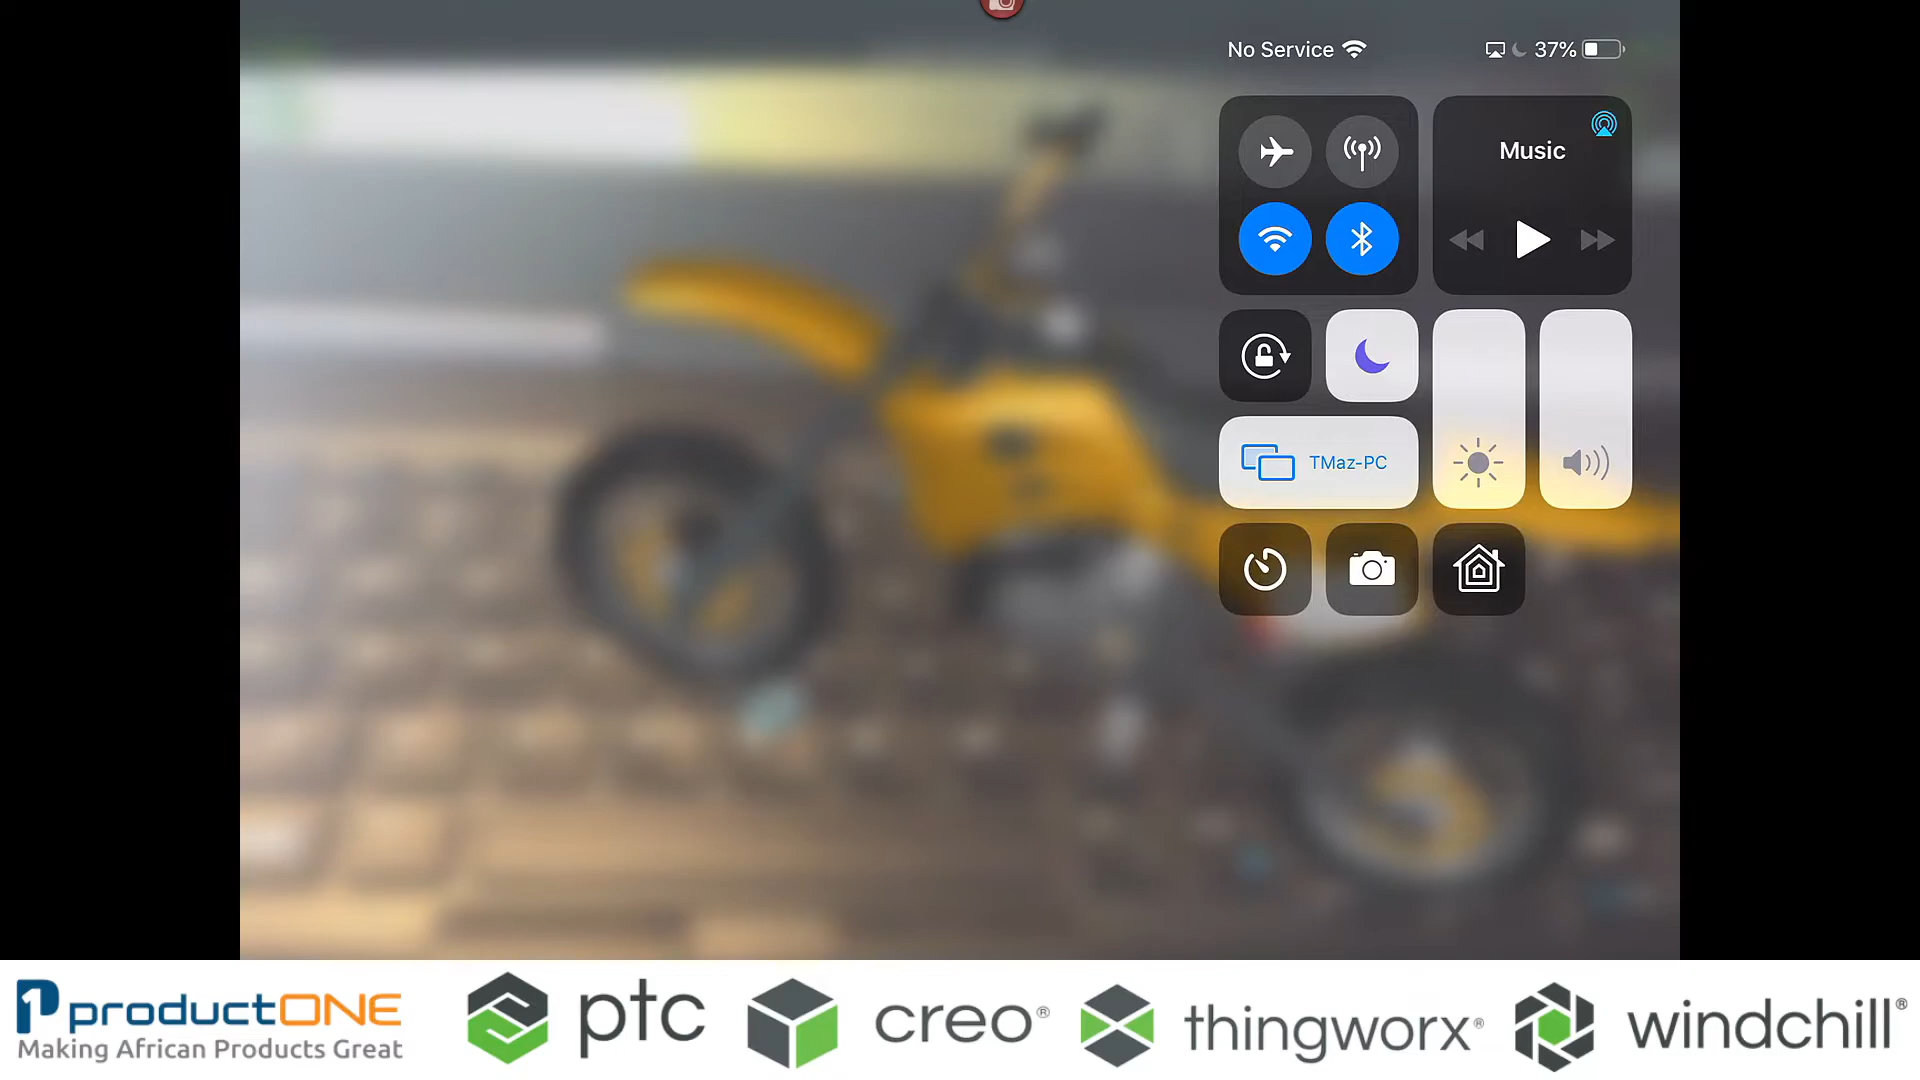 No Service
37%
Music
TMaz-PC
productONE
Making African Products Great
ptc
creo®
thingworx®
windchill®